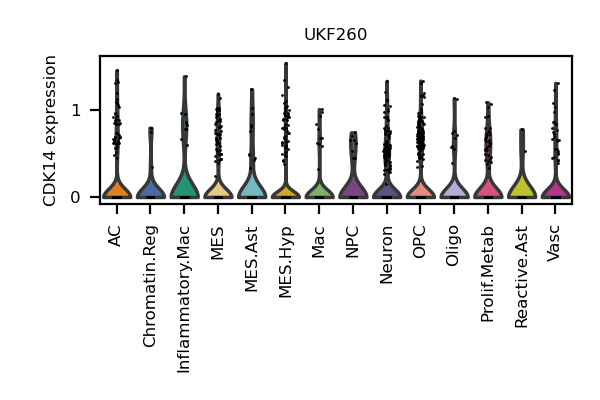 UKF260
CDK14 expression
1
0
AC
Chromatin.Reg
Inflammatory.Mac
MES
MES.Ast
MES.Hyp
Mac
NPC
Neuron
OPC
Oligo
Prolif.Metab
Reactive.Ast
Vasc